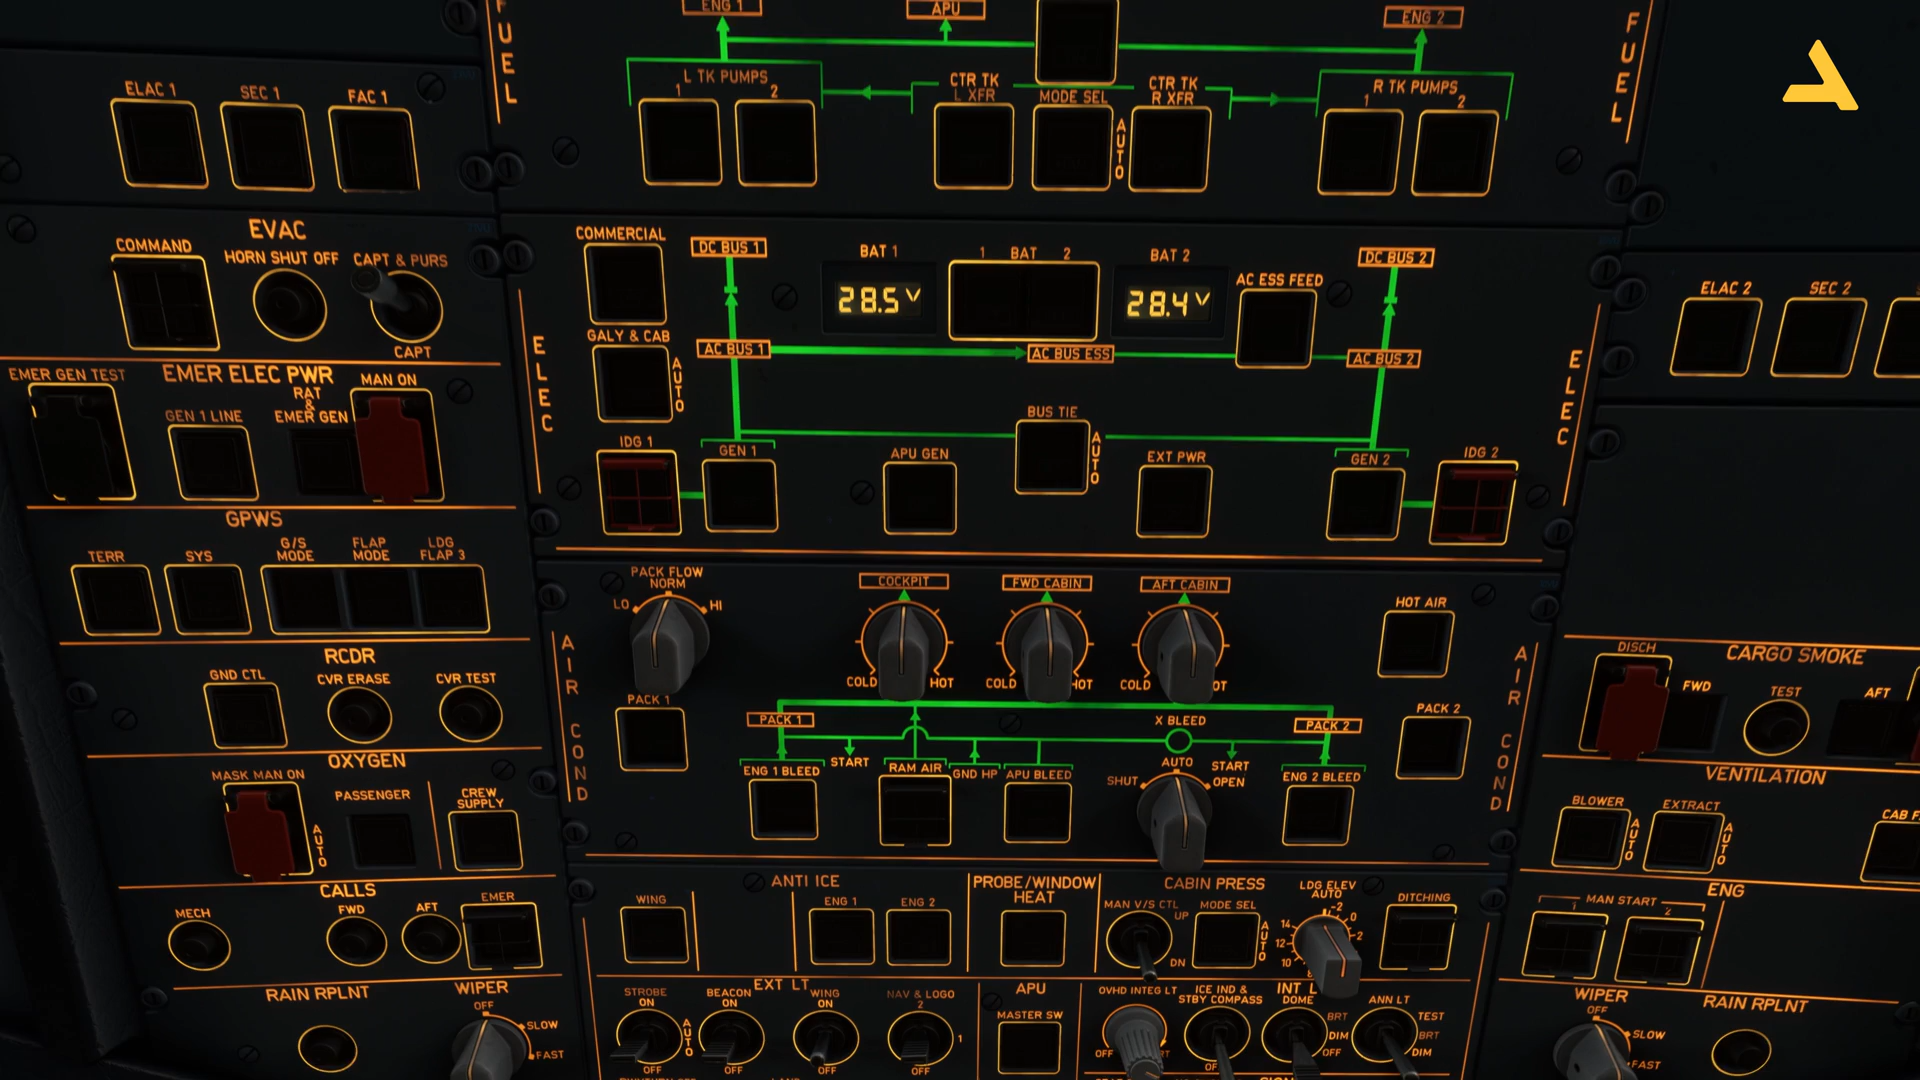 ENG 1
APU
ENG 2
FUEL
FUEL
ELAC 1
SEC 1
FAC 1
L TK PUMPS
1 2
CTR TK
L XFR
MODE SEL
AUTO
CTR TK
R XFR
R TK PUMPS
1 2
EVAC
COMMAND
HORN SHUT OFF
CAPT & PURS
CAPT
COMMERCIAL
DC BUS 1
BAT 1
28.5 V
1 BAT 2
BAT 2
28.4 V
AC ESS FEED
DC BUS 2
GALY & CAB
AUTO
AC BUS 1
AC BUS ESS
AC BUS 2
ELEC
ELEC
ELAC 2
SEC 2
EMER GEN TEST
EMER ELEC PWR
GEN 1 LINE
RAT
&
EMER GEN
MAN ON
IDG 1
GEN 1
APU GEN
BUS TIE
AUTO
EXT PWR
GEN 2
IDG 2
GPWS
TERR
SYS
G/S
MODE
FLAP
MODE
LDG
FLAP 3
PACK FLOW
NORM
LO
HI
COCKPIT
COLD
HOT
FWD CABIN
COLD
HOT
AFT CABIN
COLD
HOT AIR
AIR COND
AIR COND
RCDR
GND CTL
CVR ERASE
CVR TEST
PACK 1
PACK 1
X BLEED
PACK 2
PACK 2
ENG 1 BLEED
START
RAM AIR
GND HP
APU BLEED
SHUT
AUTO
OPEN
START
ENG 2 BLEED
DISCH
CARGO SMOKE
FWD
TEST
AFT
OXYGEN
MASK MAN ON
AUTO
PASSENGER
CREW
SUPPLY
VENTILATION
BLOWER
AUTO
EXTRACT
AUTO
CALLS
MECH
FWD
AFT
EMER
WING
ANTI ICE
ENG 1
ENG 2
PROBE/WINDOW
HEAT
CABIN PRESS
MAN V/S CTL
UP
DN
MODE SEL
AUTO
LDG ELEV
AUTO
-2
0
2
14
12
10
8
DITCHING
ENG
MAN START
1 2
RAIN RPLNT
WIPER
OFF
SLOW
FAST
EXT LT
STROBE
ON
AUTO
OFF
BEACON
ON
OFF
WING
ON
OFF
NAV & LOGO
2
1
OFF
APU
MASTER SW
OVHD INTEG LT
OFF
ICE IND &
STBY COMPASS
DOME
BRT
DIM
OFF
ANN LT
TEST
BRT
DIM
WIPER
OFF
SLOW
FAST
RAIN RPLNT